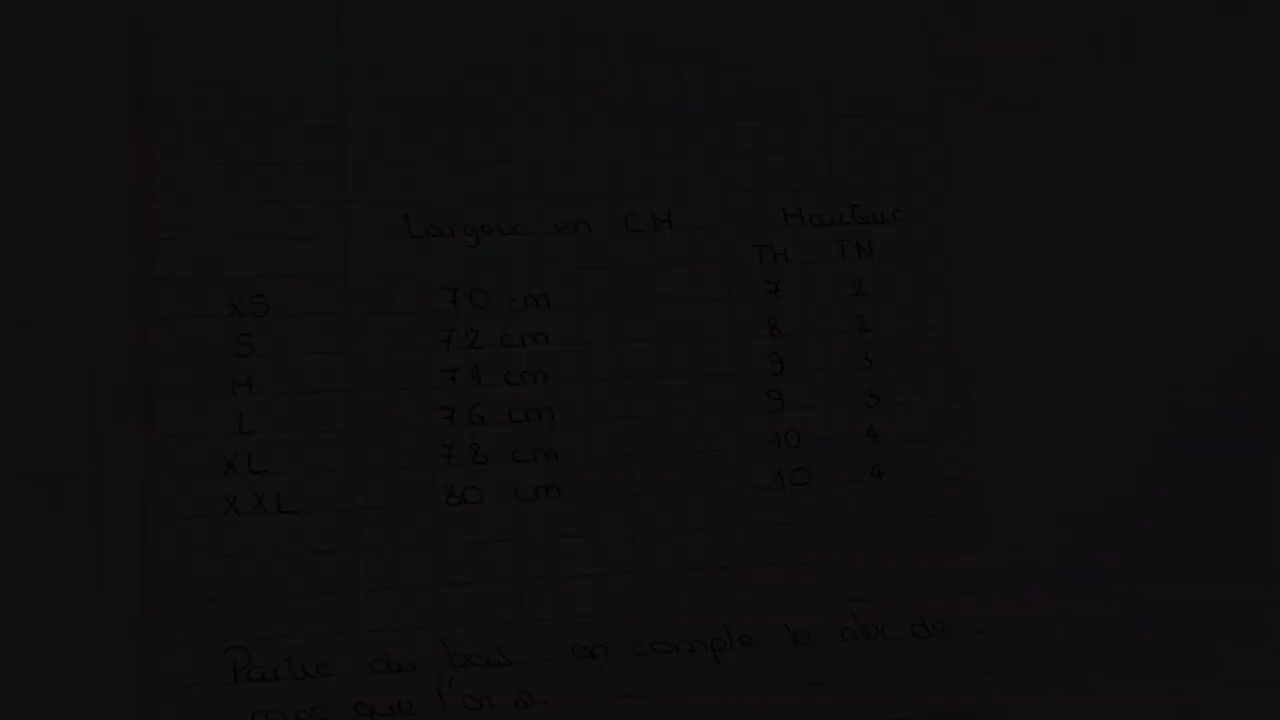 Largeur en CM Hauteur
TH TN
XS 70 cm 7 2
S 72 cm 8 2
M 74 cm 9 3
L 76 cm 9 3
XL 78 cm 10 4
XXL 80 cm 10 4
Partie du bas : on compte le nbr de
rang que l'on a.